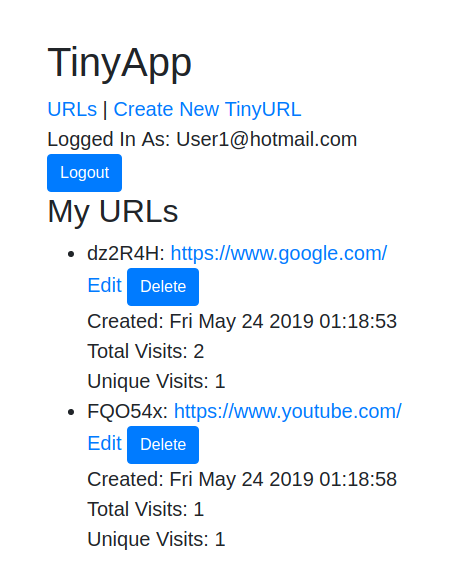 TinyApp
URLs | Create New TinyURL
Logged In As: User1@hotmail.com
Logout
My URLs
dz2R4H: https://www.google.com/
Edit Delete
Created: Fri May 24 2019 01:18:53
Total Visits: 2
Unique Visits: 1
FQO54x: https://www.youtube.com/
Edit Delete
Created: Fri May 24 2019 01:18:58
Total Visits: 1
Unique Visits: 1